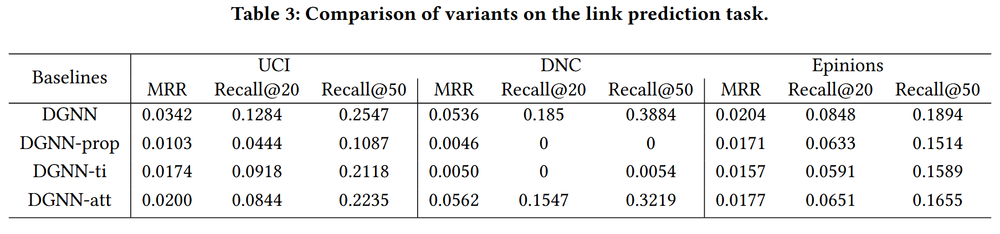 Table 3: Comparison of variants on the link prediction task.
Baselines UCI DNC Epinions
MRR Recall@20 Recall@50 MRR Recall@20 Recall@50 MRR Recall@20 Recall@50
DGNN 0.0342 0.1284 0.2547 0.0536 0.185 0.3884 0.0204 0.0848 0.1894
DGNN-prop 0.0103 0.0444 0.1087 0.0046 0 0 0.0171 0.0633 0.1514
DGNN-ti 0.0174 0.0918 0.2118 0.0050 0 0.0054 0.0157 0.0591 0.1589
DGNN-att 0.0200 0.0844 0.2235 0.0562 0.1547 0.3219 0.0177 0.0651 0.1655